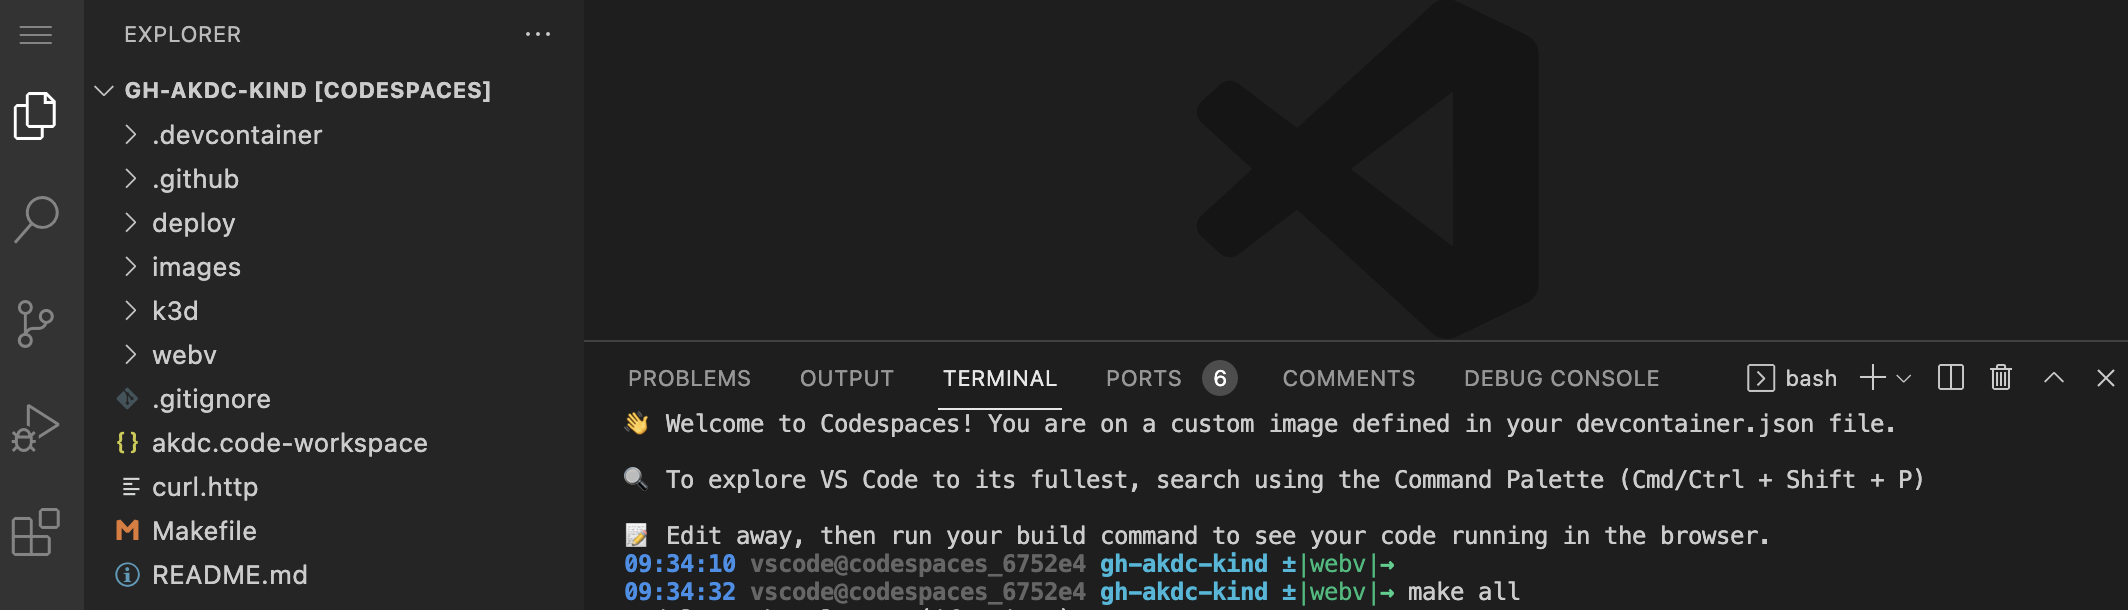 EXPLORER
GH-AKDC-KIND [CODESPACES]
.devcontainer
.github
deploy
images
k3d
webv
.gitignore
akdc.code-workspace
curl.http
Makefile
README.md
PROBLEMS OUTPUT TERMINAL PORTS 6 COMMENTS DEBUG CONSOLE bash
👋 Welcome to Codespaces! You are on a custom image defined in your devcontainer.json file.
🔍 To explore VS Code to its fullest, search using the Command Palette (Cmd/Ctrl + Shift + P)
📝 Edit away, then run your build command to see your code running in the browser.
09:34:10 vscode@codespaces_6752e4 gh-akdc-kind ±|webv|→
09:34:32 vscode@codespaces_6752e4 gh-akdc-kind ±|webv|→ make all